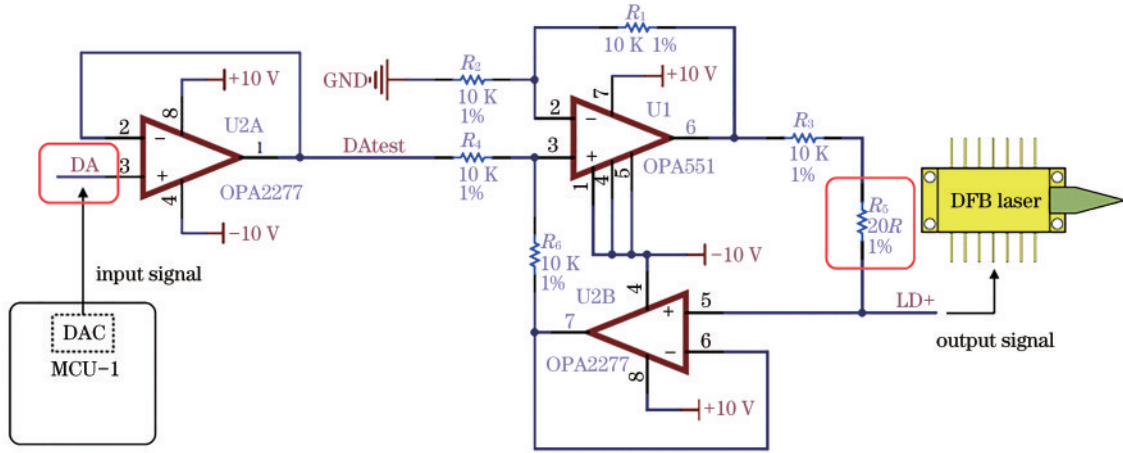 R1
10 K 1%
GND
R2
10 K
1%
+10 V
7
U1
2
3
6
OPA551
1
4
5
R3
10 K
1%
+10 V
8
U2A
2
DA
3
1
OPA2277
4
-10 V
DAtest
R4
10 K
1%
DFB laser
R5
20R
1%
R6
10 K
1%
-10 V
input signal
DAC
MCU-1
U2B
4
7
5
6
OPA2277
8
+10 V
LD+
output signal